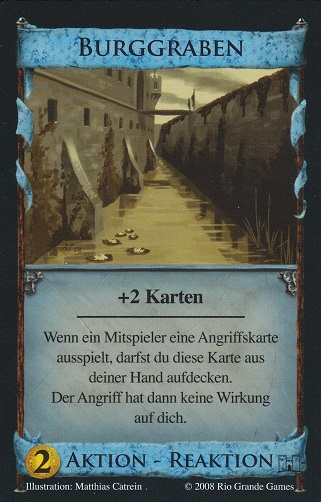 BURGGRABEN
+2 Karten
Wenn ein Mitspieler eine Angriffskarte
ausspielt, darfst du diese Karte aus
deiner Hand aufdecken.
Der Angriff hat dann keine Wirkung
auf dich.
2 AKTION - REAKTION
Illustration: Matthias Catrein © 2008 Rio Grande Games